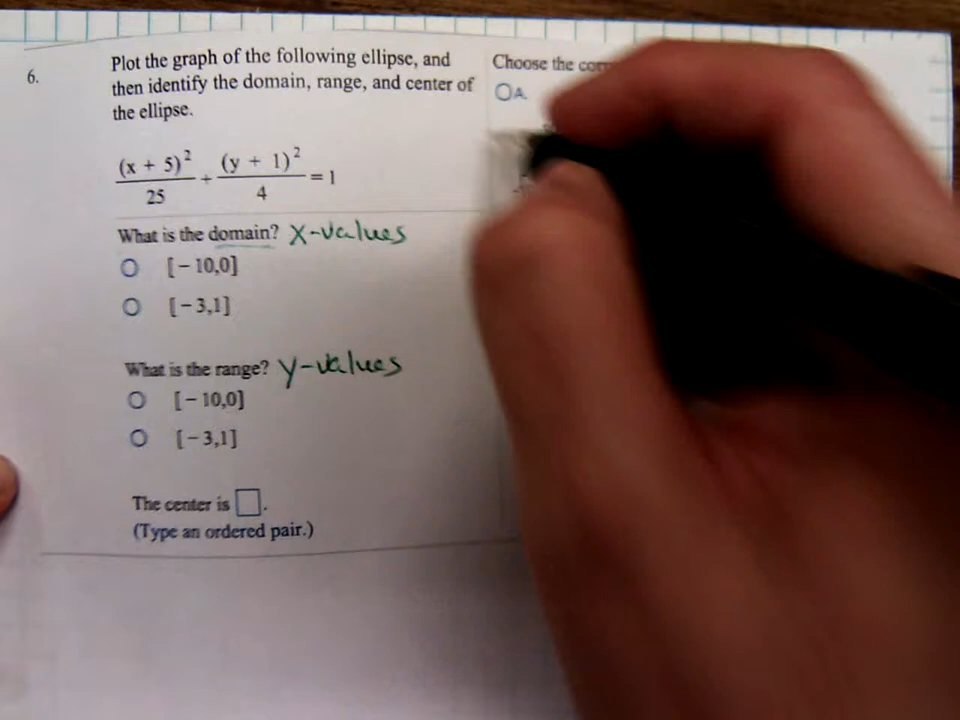 6.
Plot the graph of the following ellipse, and
then identify the domain, range, and center of
the ellipse.
(x + 5)² / 25 + (y + 1)² / 4 = 1
What is the domain? x-values
[-10,0]
[-3,1]
What is the range? y-values
[-10,0]
[-3,1]
The center is □.
(Type an ordered pair.)
Choose the
A.